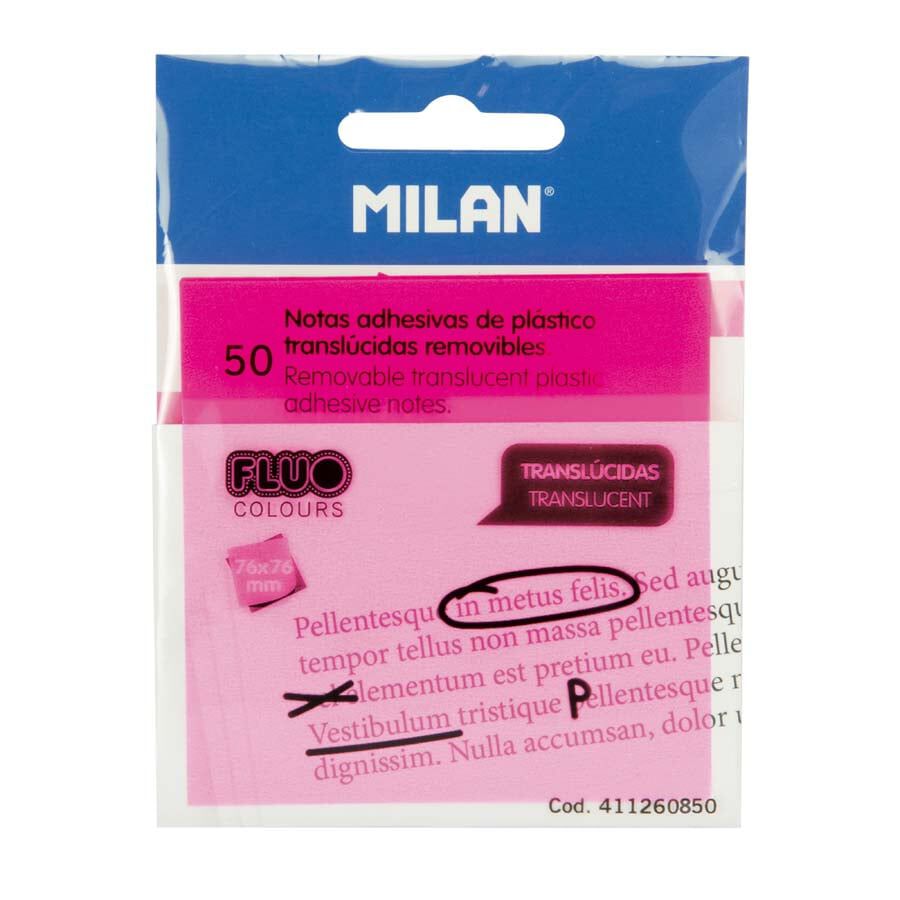 MILAN®
50
Notas adhesivas de plástico
translúcidas removibles.
Removable translucent plastic
adhesive notes.
FLUO
COLOURS
TRANSLÚCIDAS
TRANSLUCENT
76x76
mm
Pellentesque in metus felis. Sed augu
tempor tellus non massa pellentesqu
el elementum est pretium eu. Pelle
Vestibulum tristique Pellentesque n
dignissim. Nulla accumsan, dolor u
Cod. 411260850